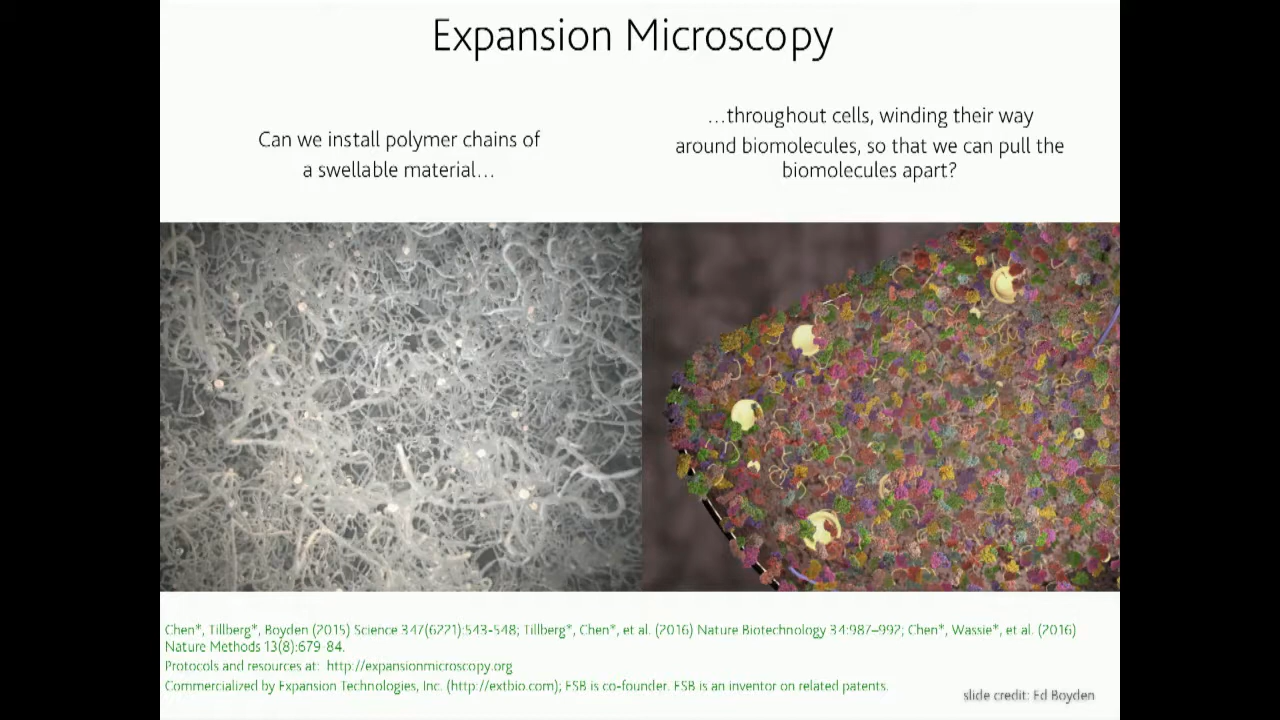 Expansion Microscopy
Can we install polymer chains of
a swellable material...
...throughout cells, winding their way
around biomolecules, so that we can pull the
biomolecules apart?
Chen*, Tillberg*, Boyden (2015) Science 347(6221):543-548; Tillberg*, Chen*, et al. (2016) Nature Biotechnology 34:987–992; Chen*, Wassie*, et al. (2016)
Nature Methods 13(8):679-84.
Protocols and resources at: http://expansionmicroscopy.org
Commercialized by Expansion Technologies, Inc. (http://extbio.com); ESB is co-founder. ESB is an inventor on related patents.
slide credit: Ed Boyden